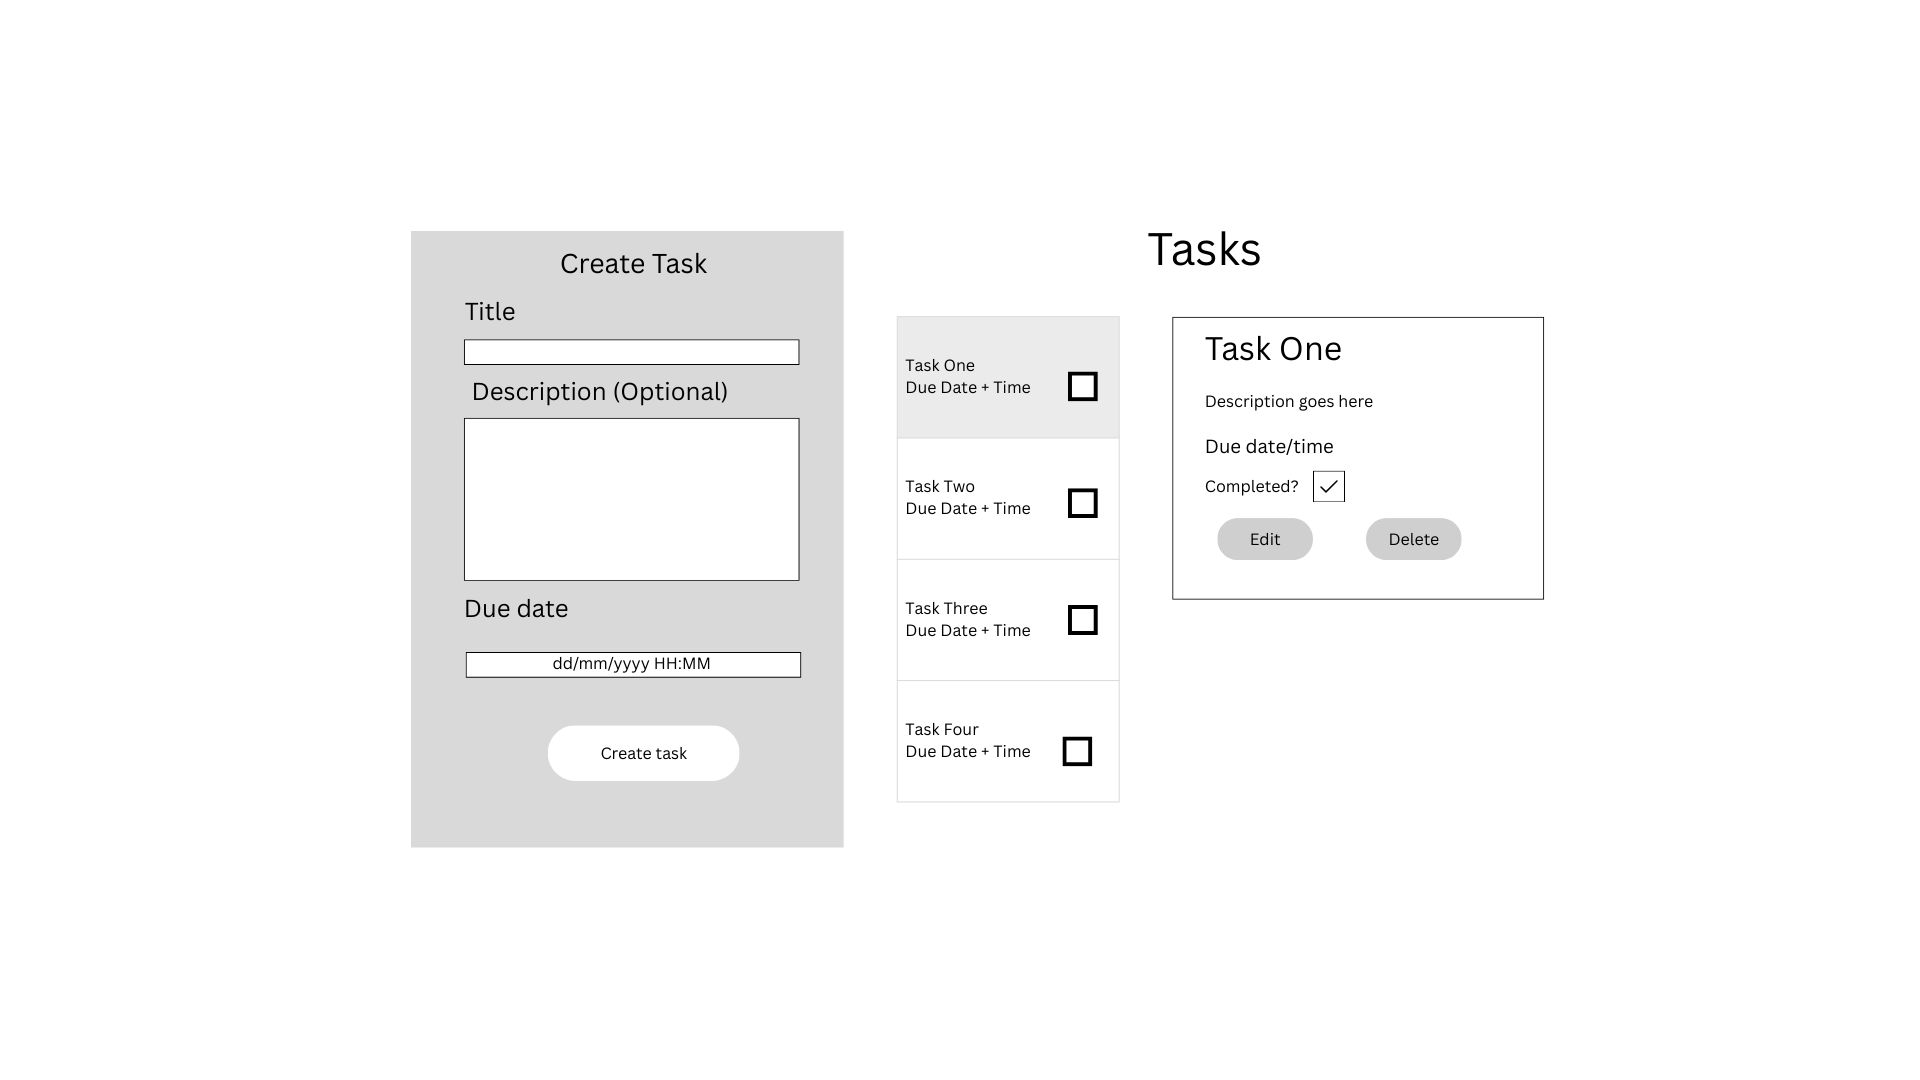 Create Task
Title
Description (Optional)
Due date
dd/mm/yyyy HH:MM
Create task
Tasks
Task One
Due Date + Time
Task Two
Due Date + Time
Task Three
Due Date + Time
Task Four
Due Date + Time
Task One
Description goes here
Due date/time
Completed?
Edit
Delete